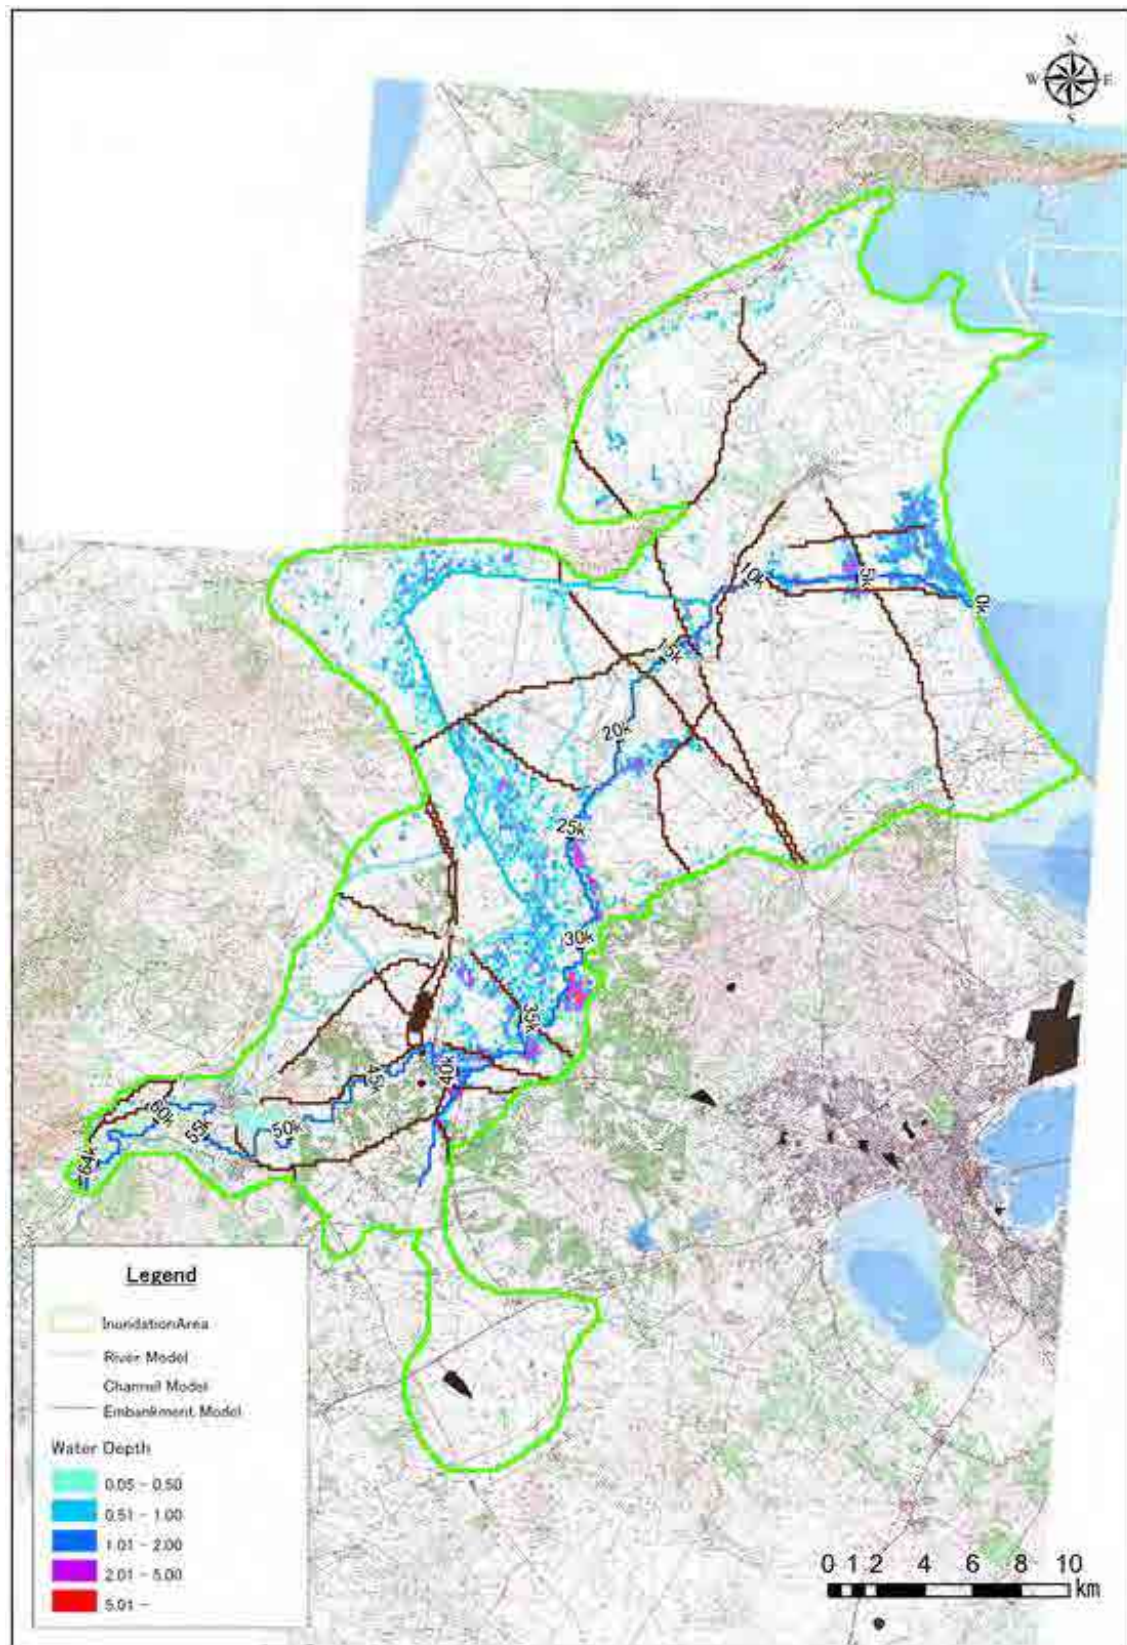 N
W E
S
0k
5k
10k
15k
20k
25k
30k
35k
40k
45k
50k
55k
60k
=64k
Legend
InundationArea
River Model
Channel Model
Embankment Model
Water Depth
0.05 - 0.50
0.51 - 1.00
1.01 - 2.00
2.01 - 5.00
5.01 -
0 1 2 4 6 8 10
km